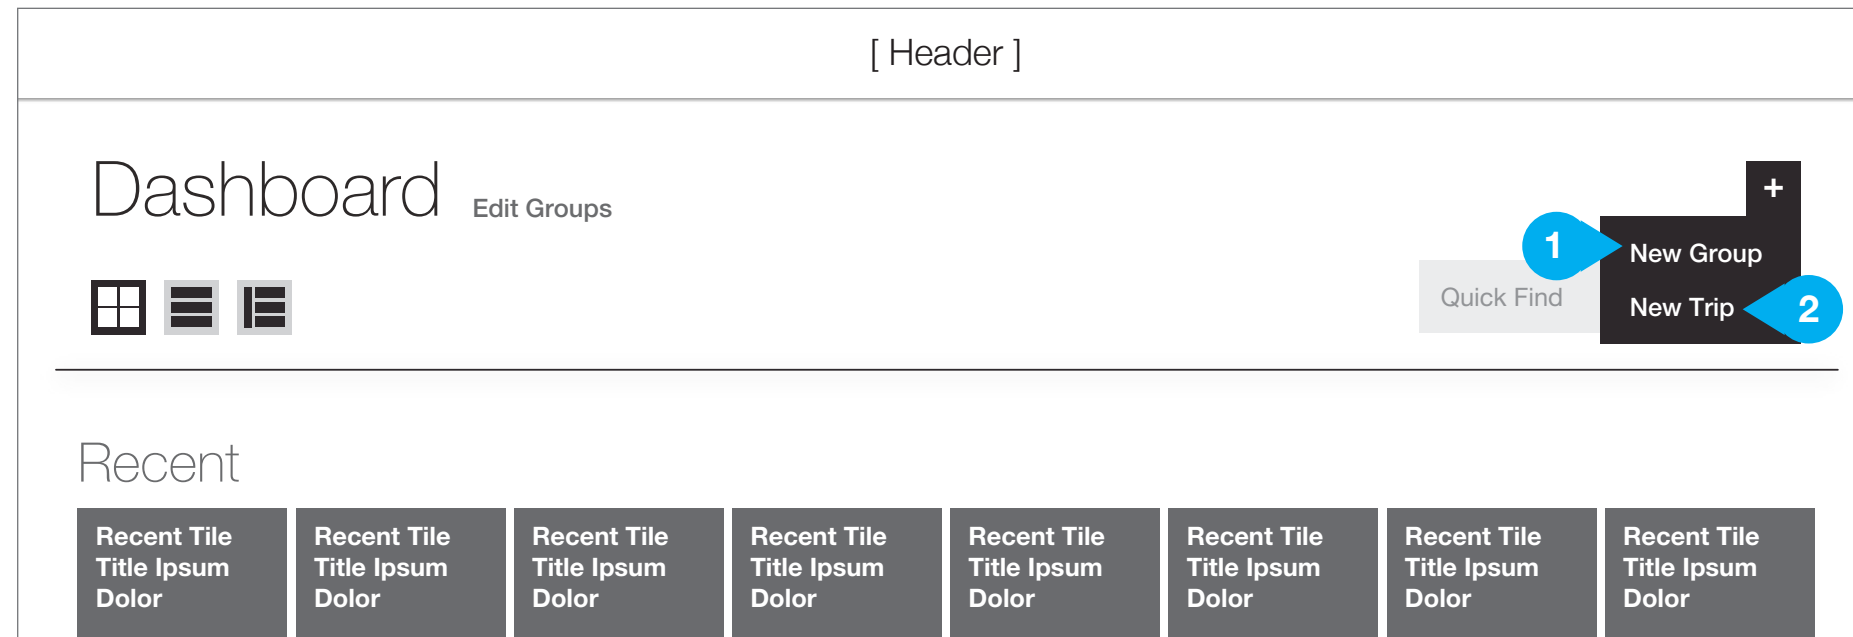 [ Header ]
Dashboard Edit Groups
+
1 New Group
Quick Find
New Trip 2
Recent
Recent Tile
Title Ipsum
Dolor
Recent Tile
Title Ipsum
Dolor
Recent Tile
Title Ipsum
Dolor
Recent Tile
Title Ipsum
Dolor
Recent Tile
Title Ipsum
Dolor
Recent Tile
Title Ipsum
Dolor
Recent Tile
Title Ipsum
Dolor
Recent Tile
Title Ipsum
Dolor